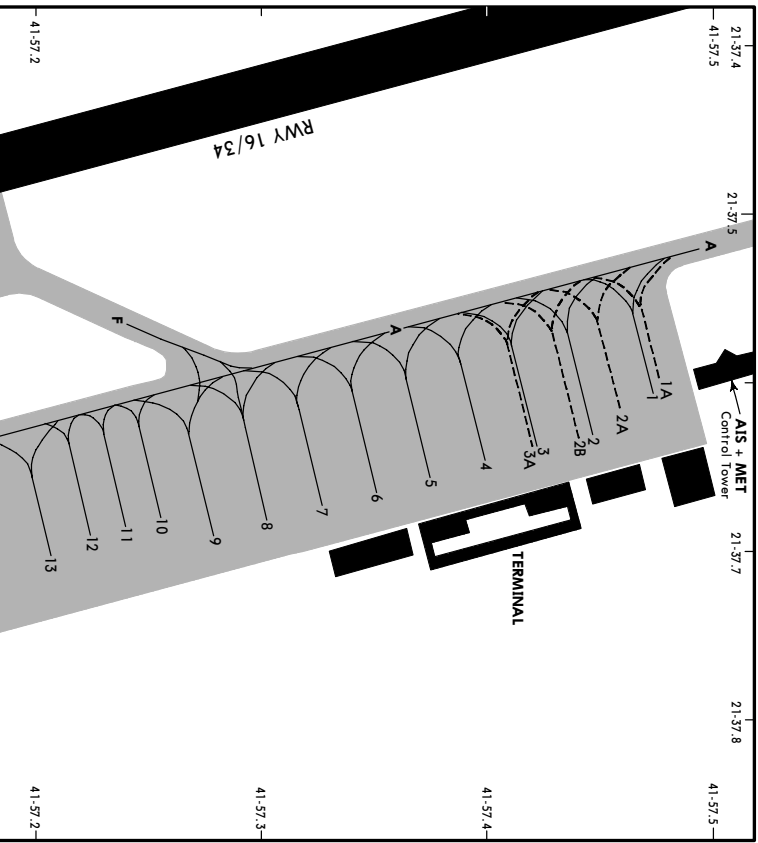 41-57.2
41-57.5
21-37.4
RWY 16/34
21-37.5
A
F
A
1A
1
2A
2
2B
3
3A
4
5
6
7
8
9
10
11
12
13
AIS + MET
Control Tower
TERMINAL
21-37.7
21-37.8
41-57.2
41-57.3
41-57.4
41-57.5